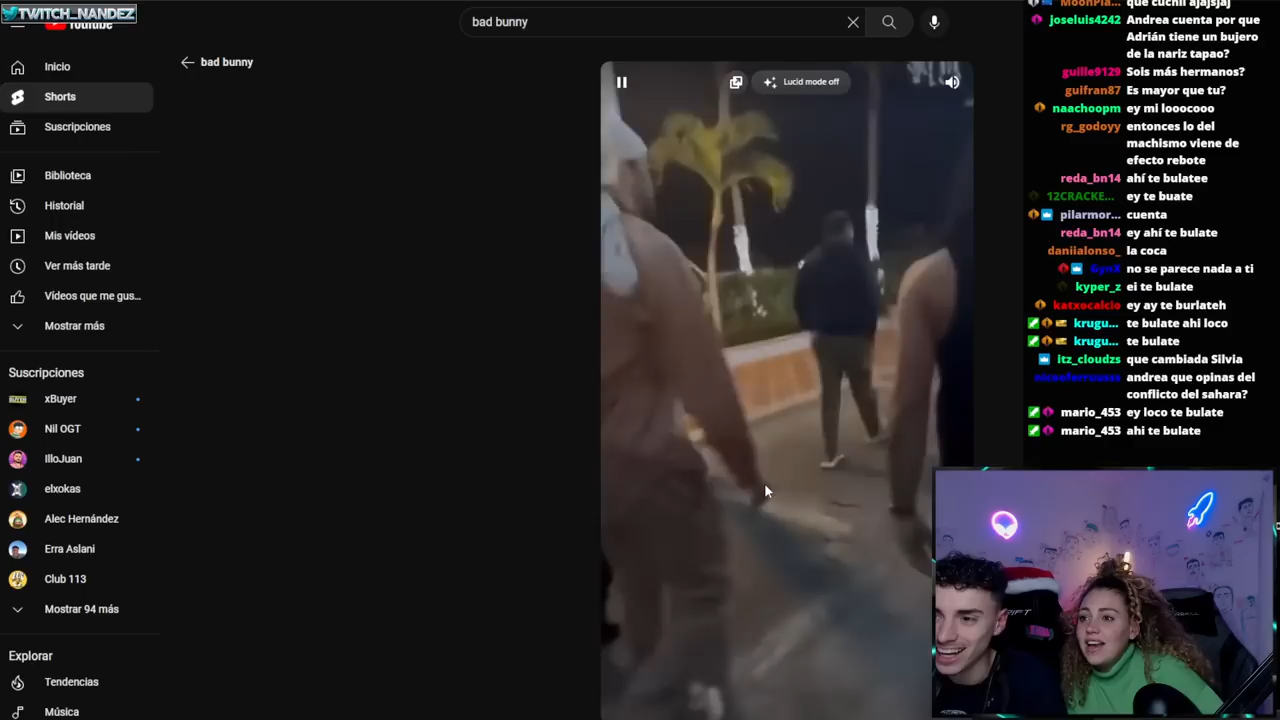 TWITCH_NANDEZ
bad bunny
bad bunny
Lucid mode off
Inicio
Shorts
Suscripciones
Biblioteca
Historial
Mis vídeos
Ver más tarde
Vídeos que me gus...
Mostrar más
Suscripciones
xBuyer
Nil OGT
IlloJuan
elxokas
Alec Hernández
Erra Aslani
Club 113
Mostrar 94 más
Explorar
Tendencias
Música
que cuchii ajajsjaj
joseluis4242 Andrea cuenta por que
Adrián tiene un bujero
de la nariz tapao?
guille9129 Sois más hermanos?
guifran87 Es mayor que tu?
naachoopm ey mi looocooo
rg_godoyy entonces lo del
machismo viene de
efecto rebote
reda_bn14 ahí te bulatee
12CRACKE... ey te buate
pilarmor... cuenta
reda_bn14 ey ahí te bulate
daniialonso_ la coca
no se parece nada a ti
kyper_z ei te bulate
katxocalcio ey ay te burlateh
krugu... te bulate ahi loco
krugu... te bulate
itz_cloudzs que cambiada Silvia
andrea que opinas del
conflicto del sahara?
mario_453 ey loco te bulate
mario_453 ahi te bulate